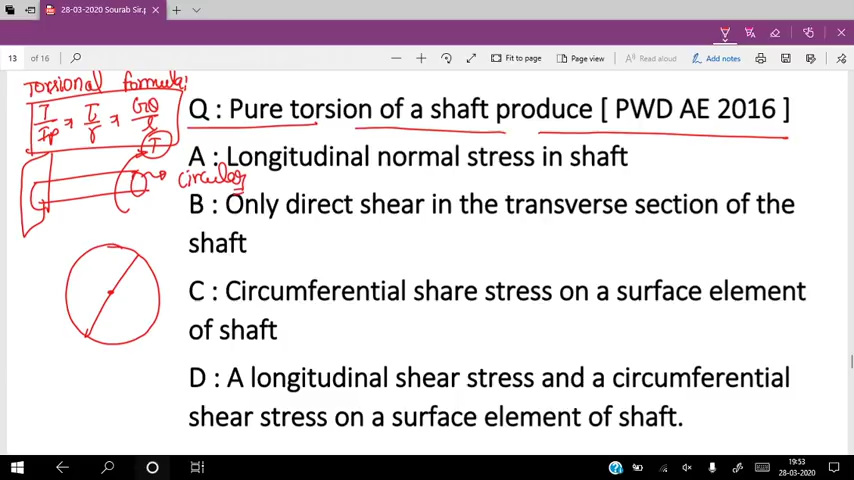 28-03-2020 Sourab Sir.p
13 of 16
Fit to page
Page view
Read aloud
Add notes
Torsional formula:
T/Ip = τ/r = Gθ/l
T
circular
Q : Pure torsion of a shaft produce [ PWD AE 2016 ]
A : Longitudinal normal stress in shaft
B : Only direct shear in the transverse section of the
shaft
C : Circumferential share stress on a surface element
of shaft
D : A longitudinal shear stress and a circumferential
shear stress on a surface element of shaft.
19:53
28-03-2020